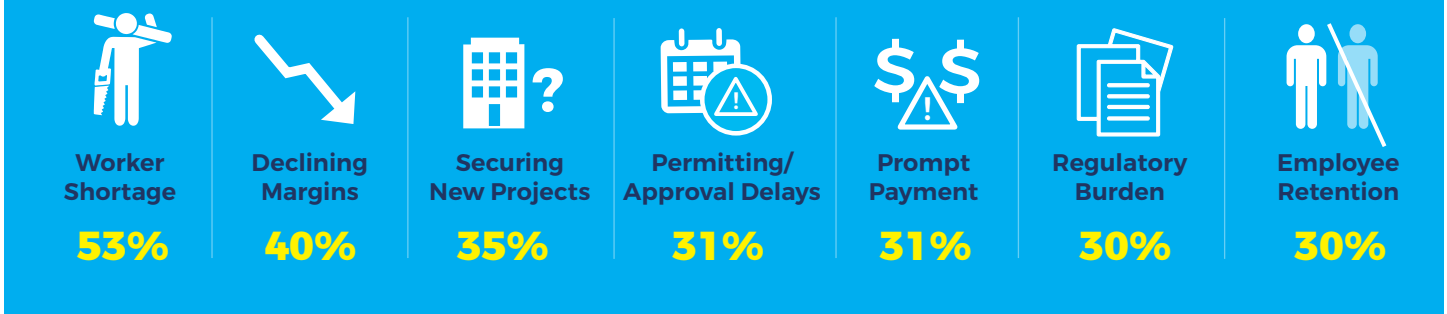 ?
!
$ $
!
Worker
Shortage
53%
Declining
Margins
40%
Securing
New Projects
35%
Permitting/
Approval Delays
31%
Prompt
Payment
31%
Regulatory
Burden
30%
Employee
Retention
30%